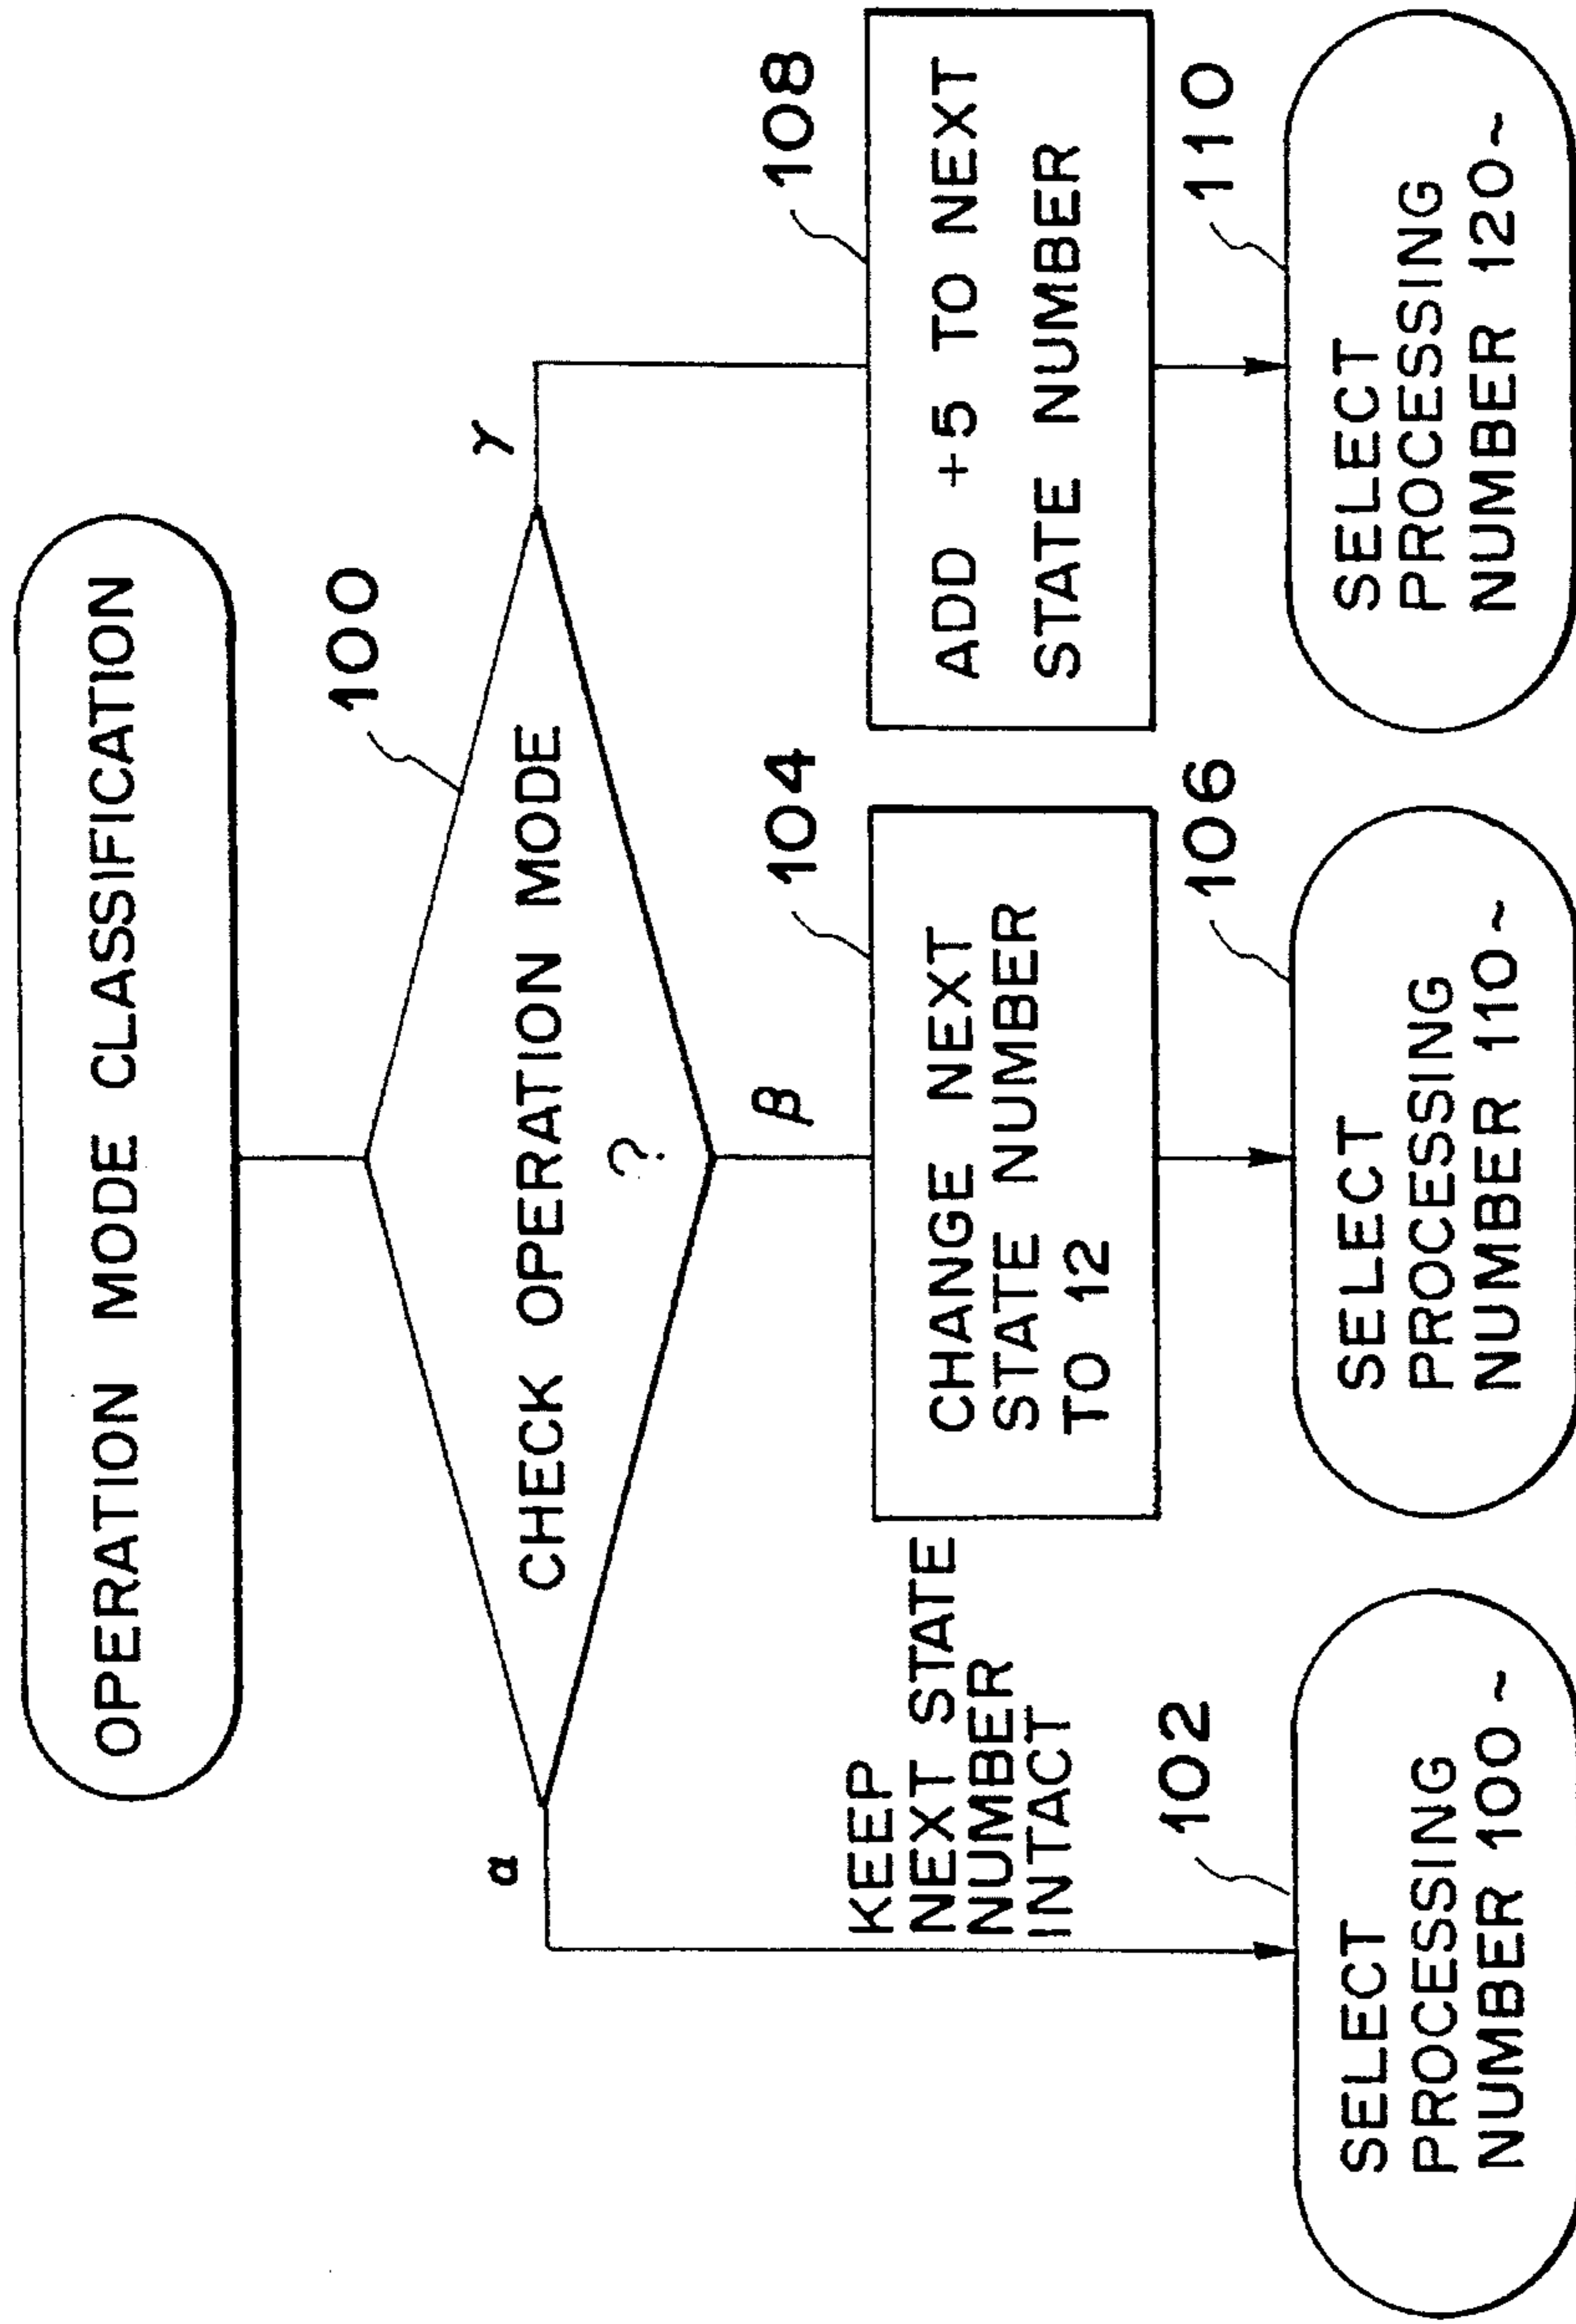 OPERATION MODE CLASSIFICATION
100
CHECK OPERATION MODE
?
α
β
γ
KEEP
NEXT STATE
NUMBER
INTACT
102
SELECT
PROCESSING
NUMBER 100~
104
CHANGE NEXT
STATE NUMBER
TO 12
106
SELECT
PROCESSING
NUMBER 110~
108
ADD +5 TO NEXT
STATE NUMBER
110
SELECT
PROCESSING
NUMBER 120~